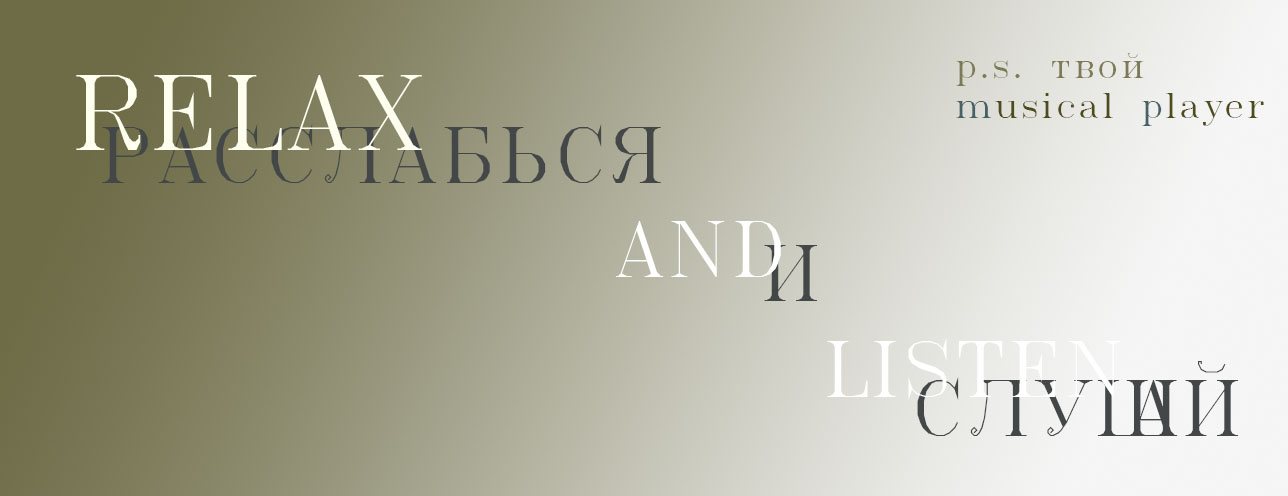 RELAX
РАССЛАБЬСЯ
AND
И
LISTEN
СЛУШАЙ
p.s. твой
musical player